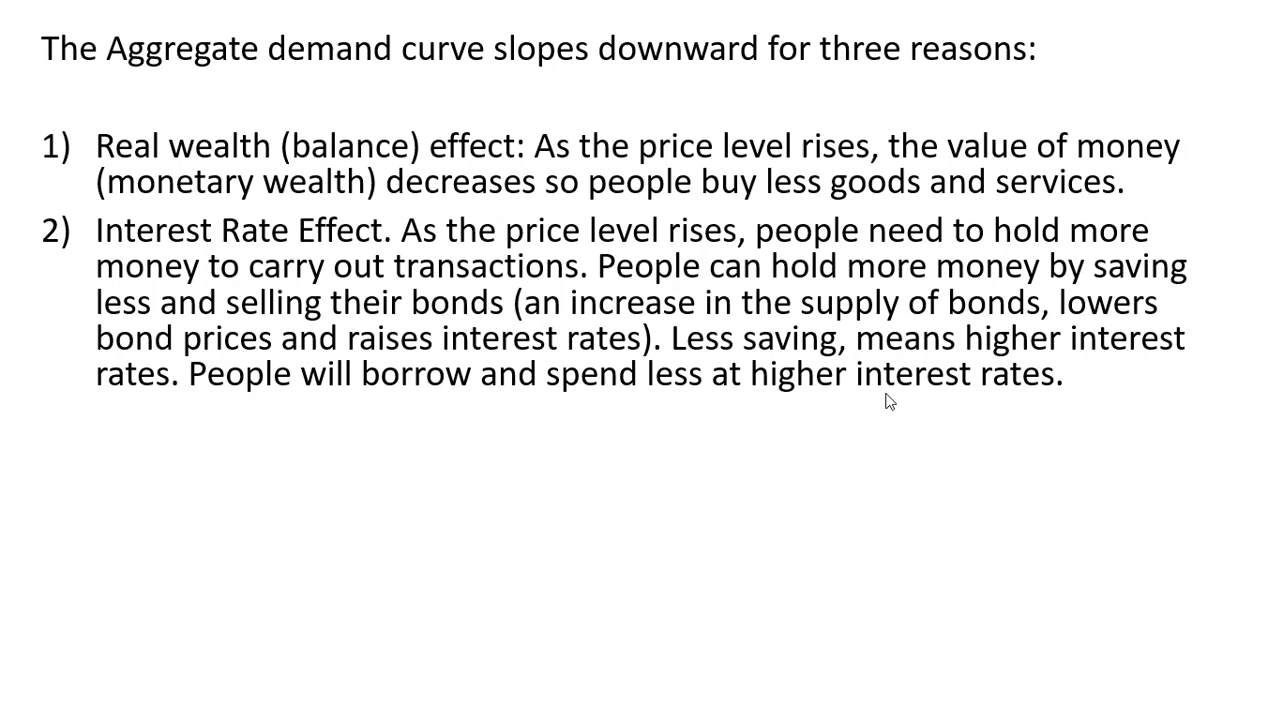 The Aggregate demand curve slopes downward for three reasons:
1) Real wealth (balance) effect: As the price level rises, the value of money
(monetary wealth) decreases so people buy less goods and services.
2) Interest Rate Effect. As the price level rises, people need to hold more
money to carry out transactions. People can hold more money by saving
less and selling their bonds (an increase in the supply of bonds, lowers
bond prices and raises interest rates). Less saving, means higher interest
rates. People will borrow and spend less at higher interest rates.